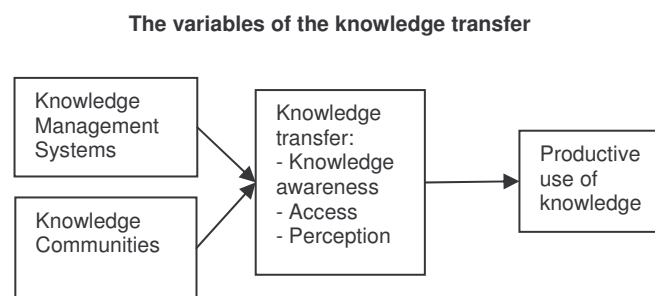 The variables of the knowledge transfer
Knowledge
Management
Systems
Knowledge
Communities
Knowledge
transfer:
- Knowledge
awareness
- Access
- Perception
Productive
use of
knowledge